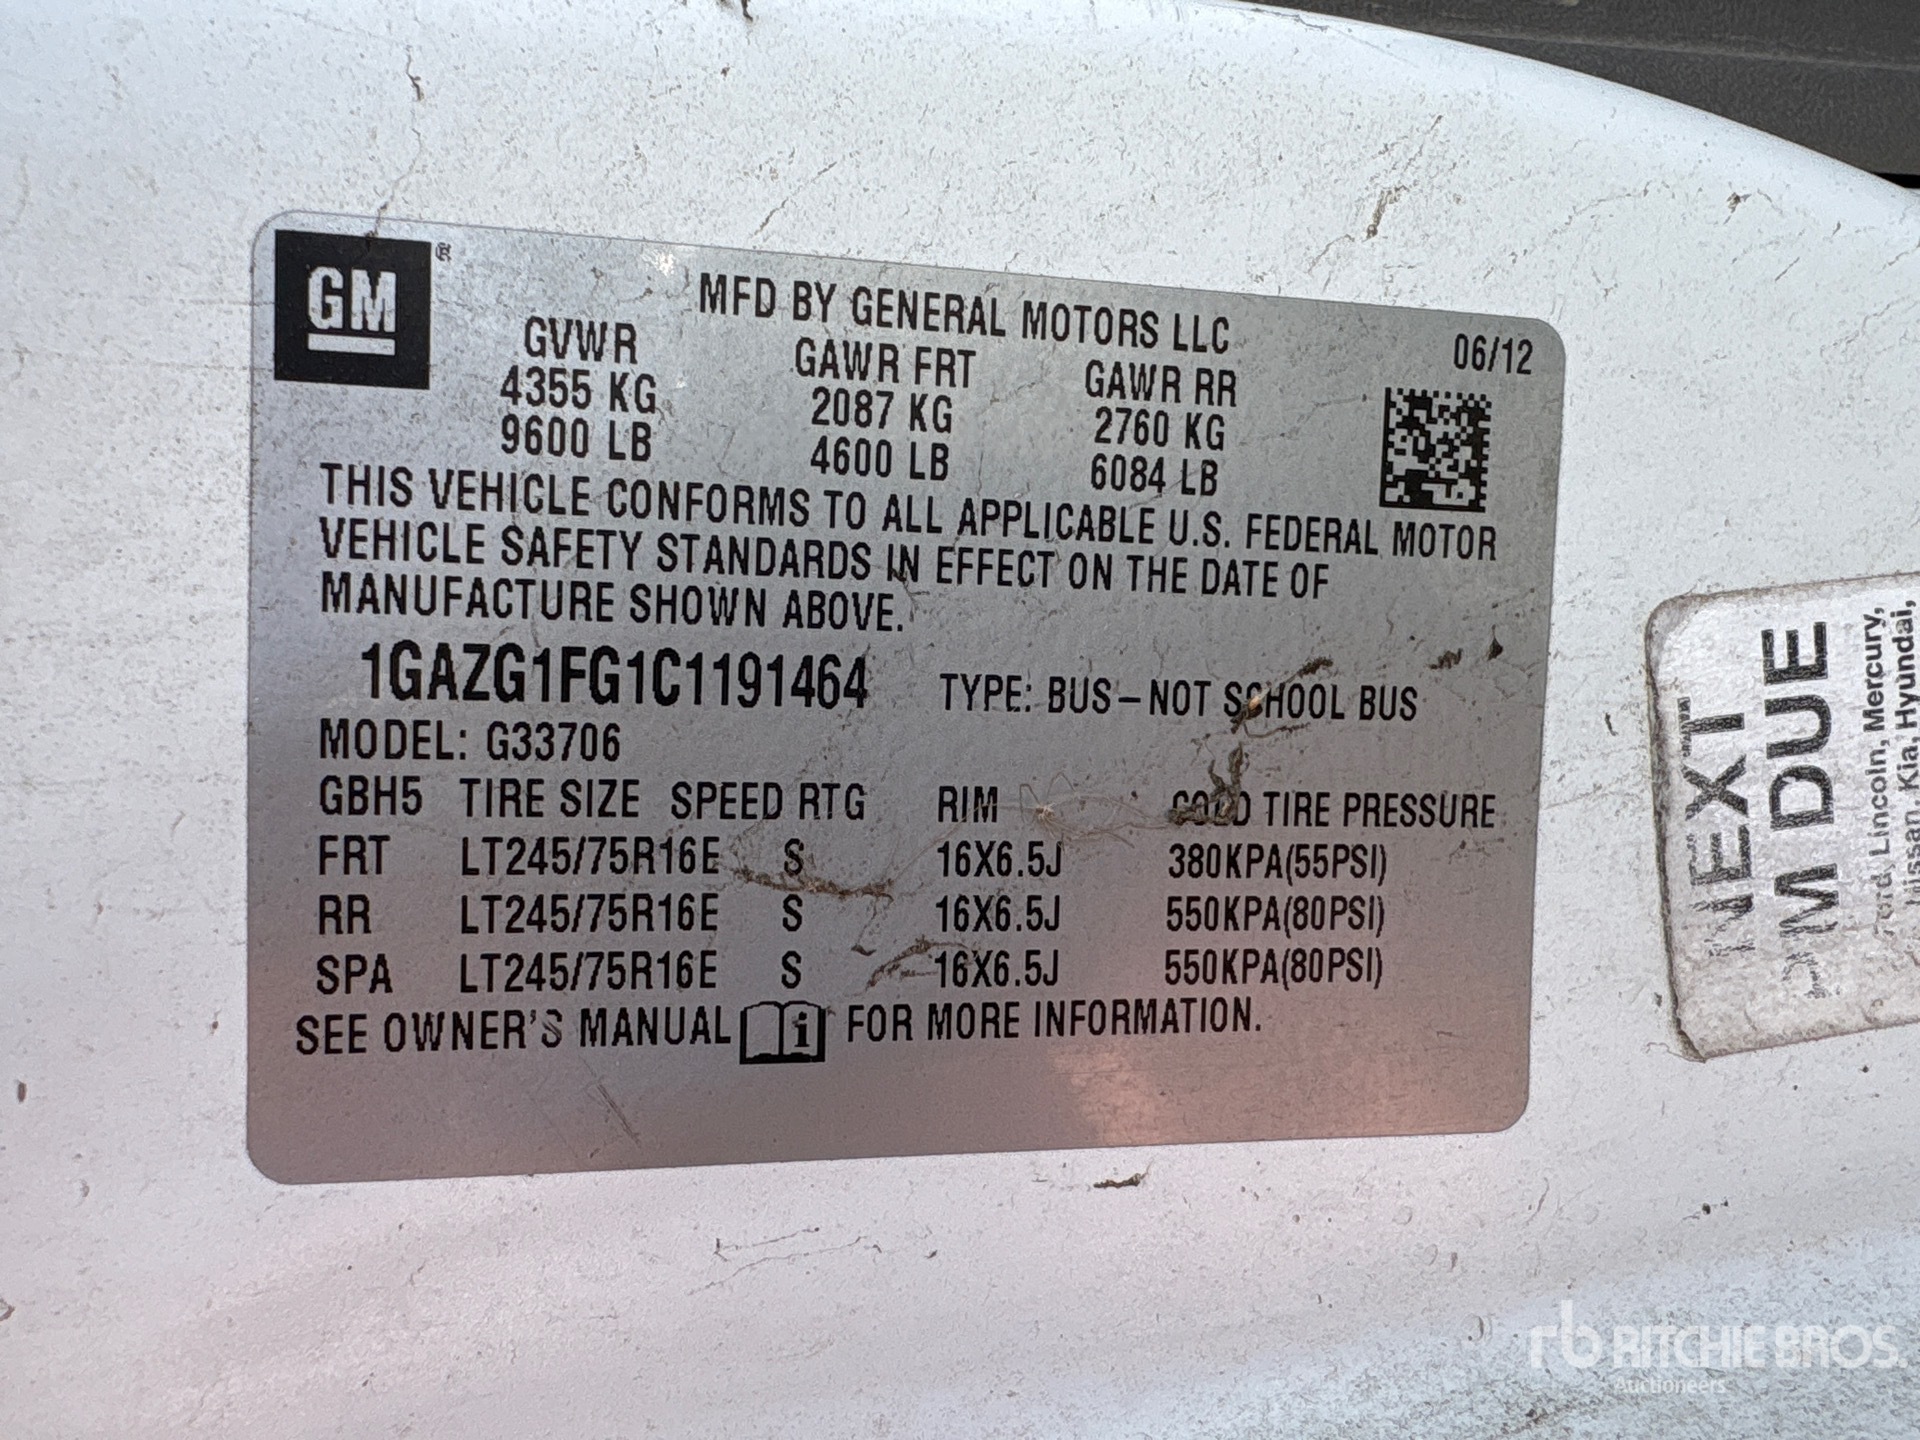 GM ®
MFD BY GENERAL MOTORS LLC
06/12
GVWR GAWR FRT GAWR RR
4355 KG 2087 KG 2760 KG
9600 LB 4600 LB 6084 LB
THIS VEHICLE CONFORMS TO ALL APPLICABLE U.S. FEDERAL MOTOR
VEHICLE SAFETY STANDARDS IN EFFECT ON THE DATE OF
MANUFACTURE SHOWN ABOVE.
1GAZG1FG1C1191464 TYPE: BUS – NOT SCHOOL BUS
MODEL: G33706
GBH5 TIRE SIZE SPEED RTG RIM COLD TIRE PRESSURE
FRT LT245/75R16E S 16X6.5J 380KPA(55PSI)
RR LT245/75R16E S 16X6.5J 550KPA(80PSI)
SPA LT245/75R16E S 16X6.5J 550KPA(80PSI)
SEE OWNER'S MANUAL i FOR MORE INFORMATION.
NEXT
PM DUE
Ford, Lincoln, Mercury,
Nissan, Kia, Hyundai,
rb RITCHIE BROS.
Auctioneers